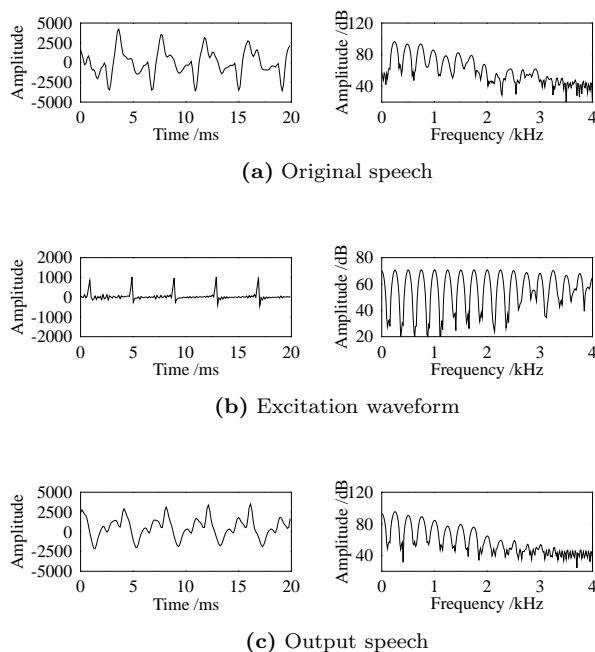 Amplitude
5000
2500
0
-2500
-5000
0 5 10 15 20
Time /ms
Amplitude /dB
120
80
40
0 1 2 3 4
Frequency /kHz
(a) Original speech
Amplitude
2000
1000
0
-1000
-2000
0 5 10 15 20
Time /ms
Amplitude /dB
80
60
40
20
0 1 2 3 4
Frequency /kHz
(b) Excitation waveform
Amplitude
5000
2500
0
-2500
-5000
0 5 10 15 20
Time /ms
Amplitude /dB
120
80
40
0 1 2 3 4
Frequency /kHz
(c) Output speech